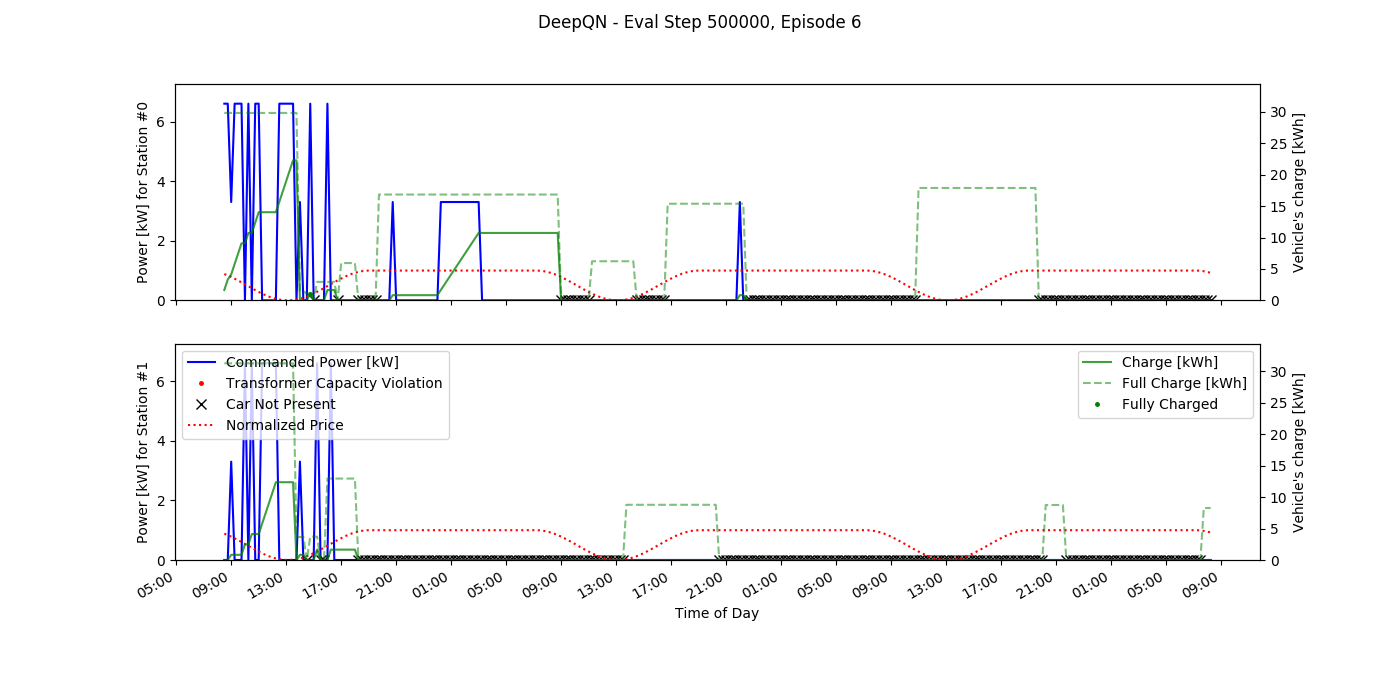 DeepQN - Eval Step 500000, Episode 6
Power [kW] for Station #0
6
4
2
0
30
25
20
15
10
5
0
Vehicle's charge [kWh]
Power [kW] for Station #1
6
4
2
0
Commanded Power [kW]
Transformer Capacity Violation
Car Not Present
Normalized Price
Charge [kWh]
Full Charge [kWh]
Fully Charged
30
25
20
15
10
5
0
Vehicle's charge [kWh]
05:00 09:00 13:00 17:00 21:00 01:00 05:00 09:00 13:00 17:00 21:00 01:00 05:00 09:00 13:00 17:00 21:00 01:00 05:00 09:00
Time of Day